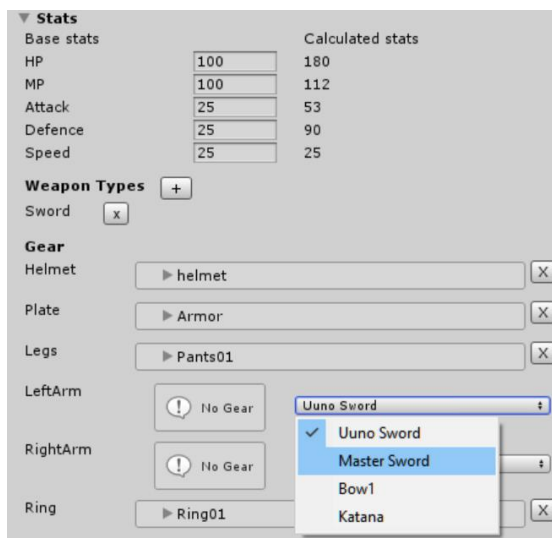 Stats
Base stats Calculated stats
HP 100 180
MP 100 112
Attack 25 53
Defence 25 90
Speed 25 25
Weapon Types +
Sword x
Gear
Helmet helmet X
Plate Armor X
Legs Pants01 X
LeftArm No Gear Uuno Sword
Uuno Sword
RightArm No Gear Master Sword
Bow1
Ring Ring01 Katana X